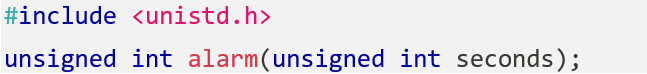 #include <unistd.h>
unsigned int alarm(unsigned int seconds);